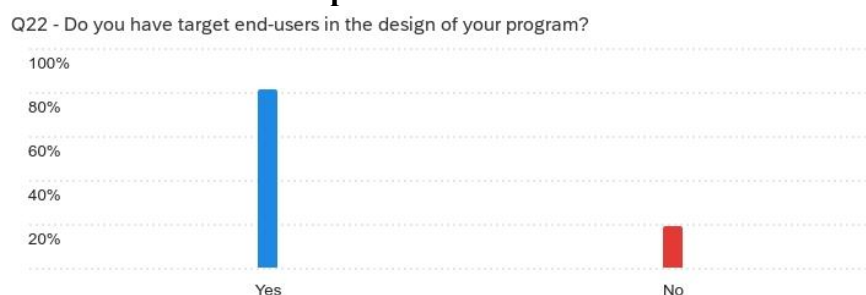 Q22 - Do you have target end-users in the design of your program?
100%
80%
60%
40%
20%
Yes
No